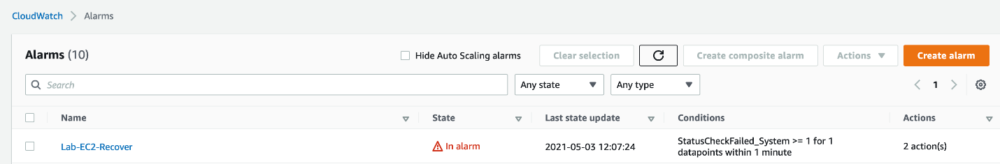 CloudWatch > Alarms
Alarms (10)
Hide Auto Scaling alarms
Clear selection
Create composite alarm
Actions
Create alarm
Search
Any state
Any type
1
Name State Last state update Conditions Actions
Lab-EC2-Recover In alarm 2021-05-03 12:07:24 StatusCheckFailed_System >= 1 for 1
datapoints within 1 minute
2 action(s)